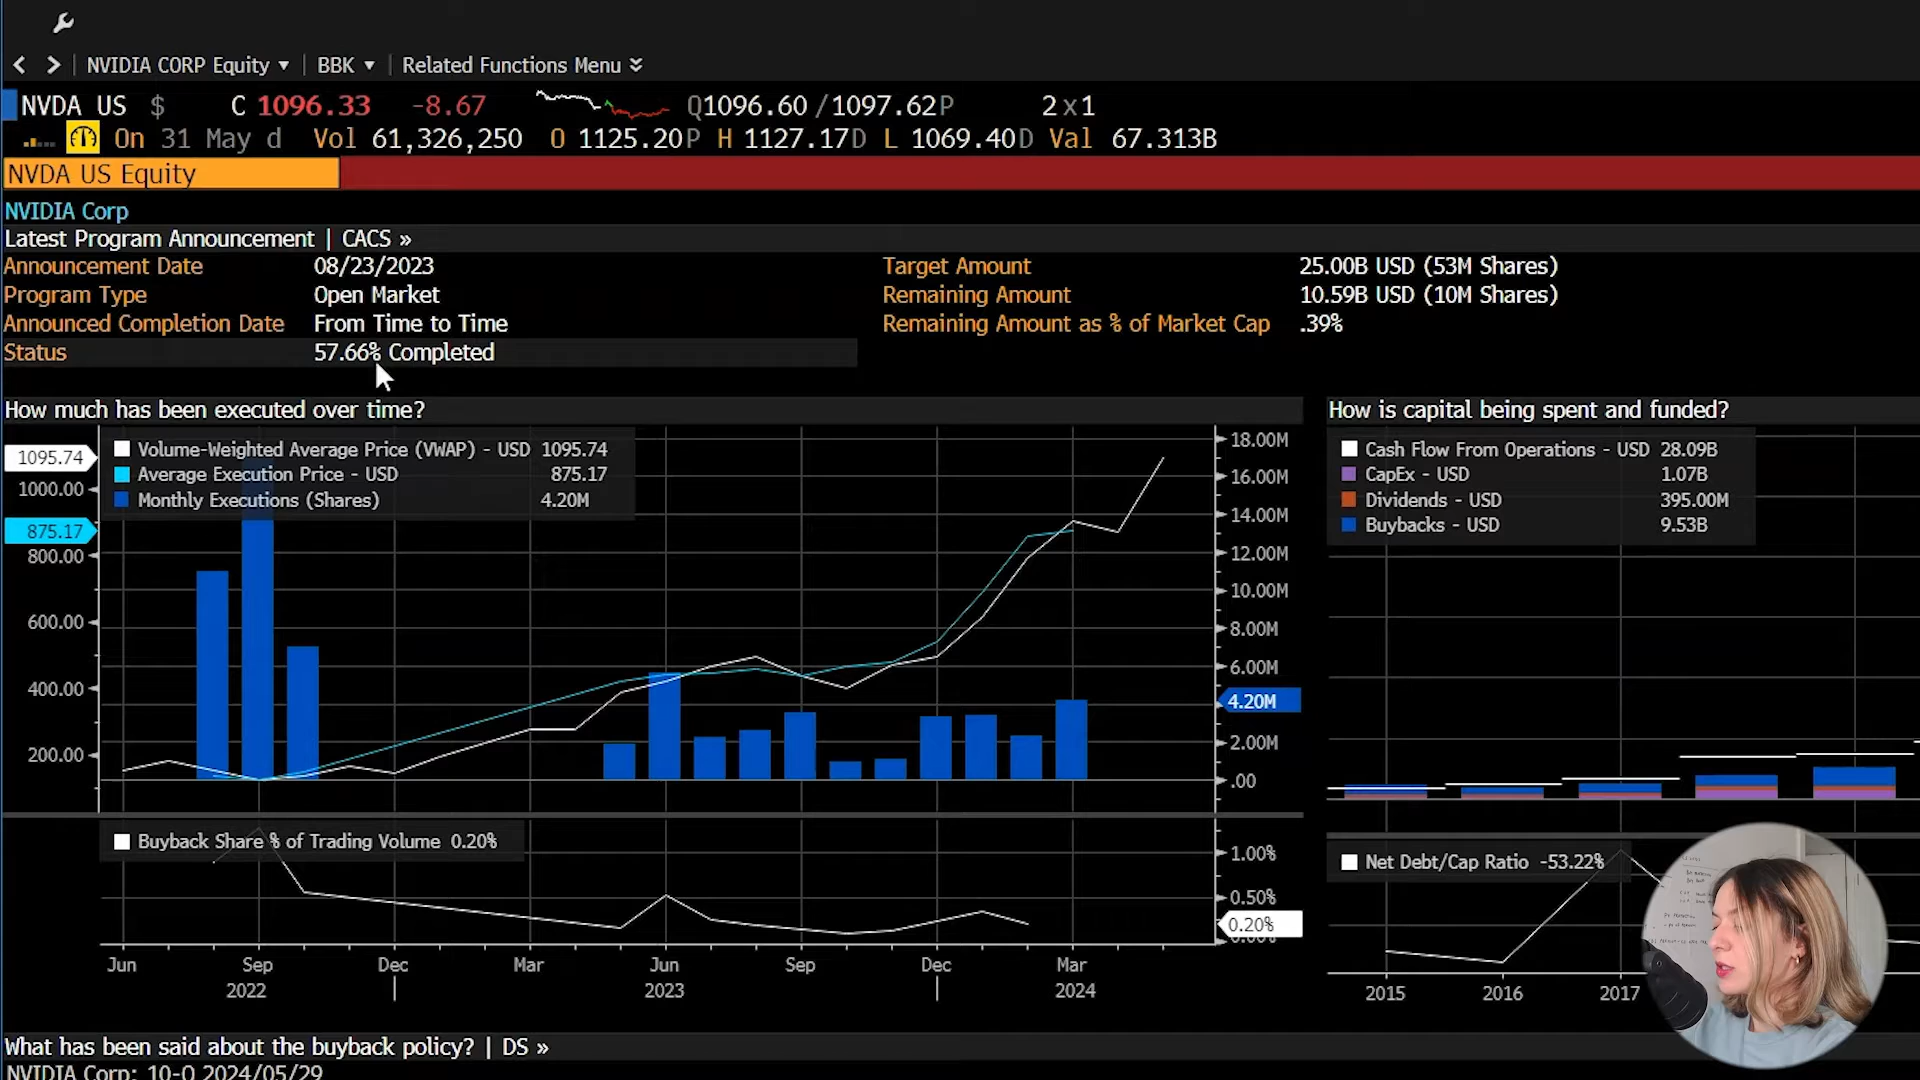 NVIDIA CORP Equity BBK Related Functions Menu
NVDA US $ C 1096.33 -8.67 Q1096.60 /1097.62P 2x1
On 31 May d Vol 61,326,250 O 1125.20P H 1127.17D L 1069.40D Val 67.313B
NVDA US Equity
NVIDIA Corp
Latest Program Announcement | CACS »
Announcement Date 08/23/2023 Target Amount 25.00B USD (53M Shares)
Program Type Open Market Remaining Amount 10.59B USD (10M Shares)
Announced Completion Date From Time to Time Remaining Amount as % of Market Cap .39%
Status 57.66% Completed
How much has been executed over time?
Volume-Weighted Average Price (VWAP) - USD 1095.74
Average Execution Price - USD 875.17
Monthly Executions (Shares) 4.20M
1095.74
1000.00
875.17
800.00
600.00
400.00
200.00
18.00M
16.00M
14.00M
12.00M
10.00M
8.00M
6.00M
4.20M
2.00M
.00
Buyback Share % of Trading Volume 0.20%
1.00%
0.50%
0.20%
Jun Sep Dec Mar Jun Sep Dec Mar
2022 2023 2024
How is capital being spent and funded?
Cash Flow From Operations - USD 28.09B
CapEx - USD 1.07B
Dividends - USD 395.00M
Buybacks - USD 9.53B
Net Debt/Cap Ratio -53.22%
2015 2016 2017
What has been said about the buyback policy? | DS »
NVIDIA Corp: 10-Q 2024/05/29